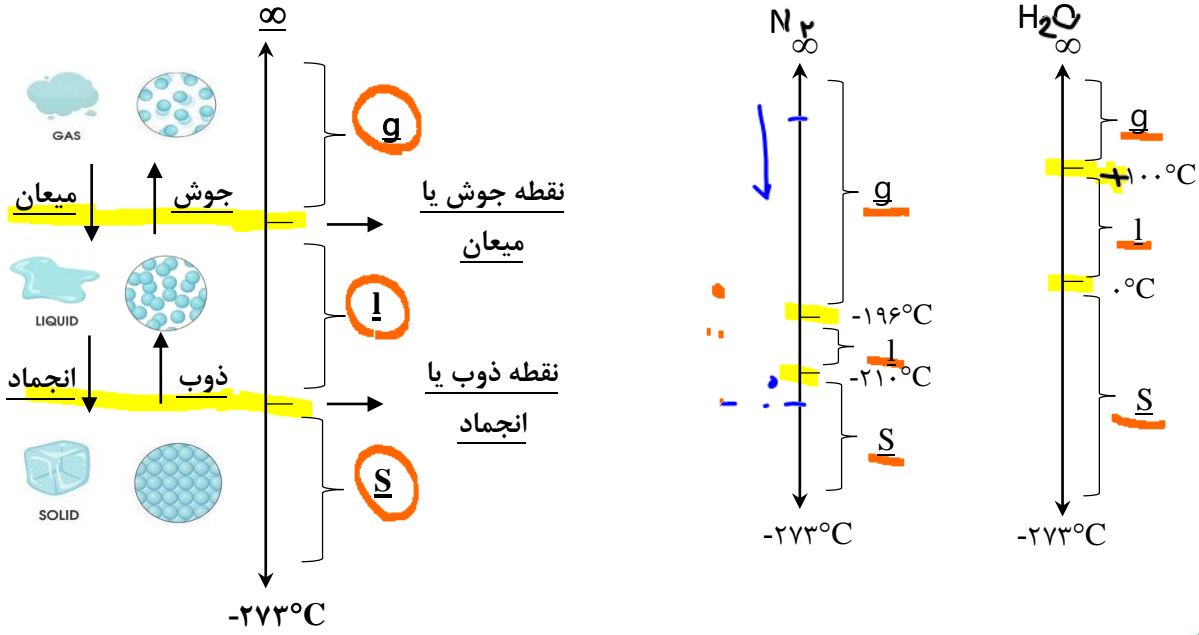 ∞
g
GAS
میعان
جوش
نقطه جوش یا
میعان
l
LIQUID
انجماد
ذوب
نقطه ذوب یا
انجماد
S
SOLID
-۲۷۳°C
N۲
∞
g
-۱۹۶°C
l
-۲۱۰°C
S
-۲۷۳°C
H2O
∞
g
+۱۰۰°C
l
۰°C
S
-۲۷۳°C